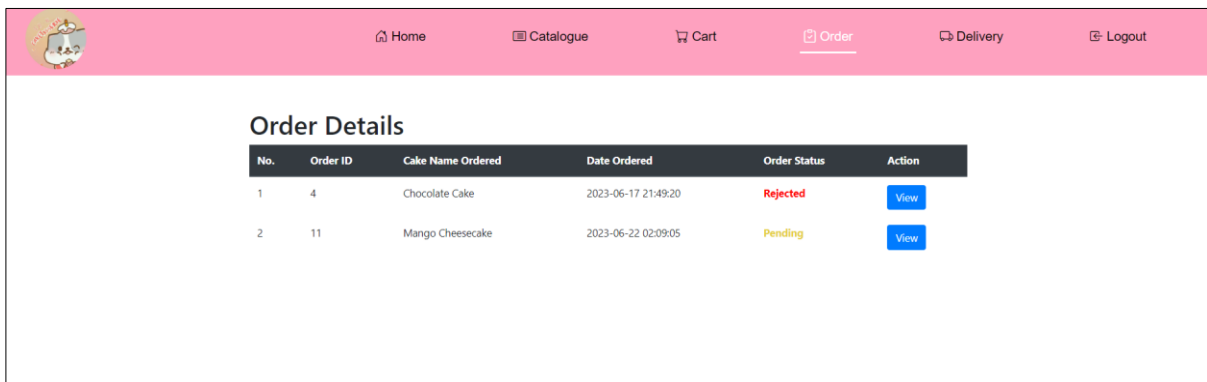 Home Catalogue Cart Order Delivery Logout
Order Details
No. Order ID Cake Name Ordered Date Ordered Order Status Action
1 4 Chocolate Cake 2023-06-17 21:49:20 Rejected View
2 11 Mango Cheesecake 2023-06-22 02:09:05 Pending View